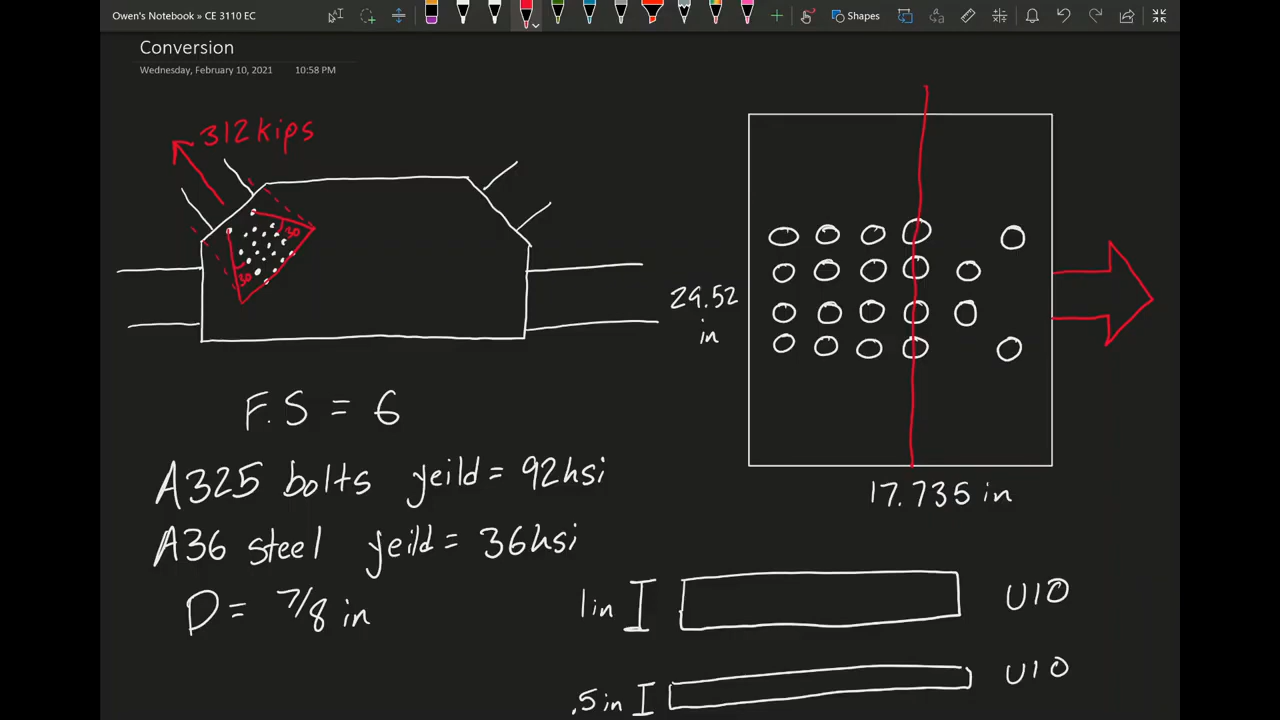 Owen's Notebook » CE 3110 EC
Shapes
Conversion
Wednesday, February 10, 2021 10:58 PM
312 kips
30
30
29.52
in
17.735 in
F.S = 6
A325 bolts yeild = 92ksi
A36 steel yeild = 36ksi
D = 7/8 in
1in
U10
.5in
U10